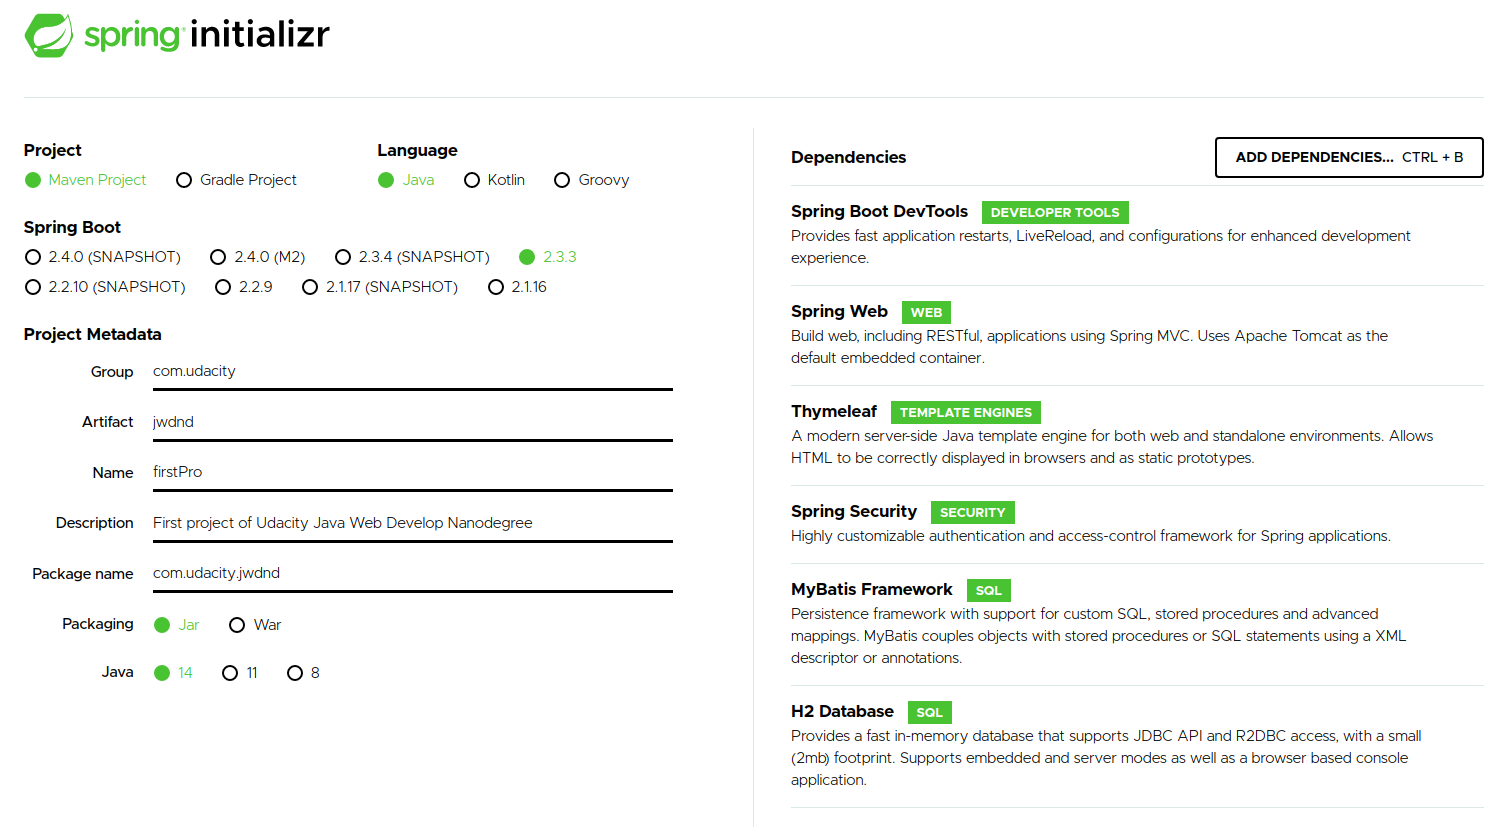 spring initializr
Project
Maven Project Gradle Project
Language
Java Kotlin Groovy
Spring Boot
2.4.0 (SNAPSHOT) 2.4.0 (M2) 2.3.4 (SNAPSHOT) 2.3.3
2.2.10 (SNAPSHOT) 2.2.9 2.1.17 (SNAPSHOT) 2.1.16
Project Metadata
Group com.udacity
Artifact jwdnd
Name firstPro
Description First project of Udacity Java Web Develop Nanodegree
Package name com.udacity.jwdnd
Packaging Jar War
Java 14 11 8
Dependencies ADD DEPENDENCIES... CTRL + B
Spring Boot DevTools DEVELOPER TOOLS
Provides fast application restarts, LiveReload, and configurations for enhanced development
experience.
Spring Web WEB
Build web, including RESTful, applications using Spring MVC. Uses Apache Tomcat as the
default embedded container.
Thymeleaf TEMPLATE ENGINES
A modern server-side Java template engine for both web and standalone environments. Allows
HTML to be correctly displayed in browsers and as static prototypes.
Spring Security SECURITY
Highly customizable authentication and access-control framework for Spring applications.
MyBatis Framework SQL
Persistence framework with support for custom SQL, stored procedures and advanced
mappings. MyBatis couples objects with stored procedures or SQL statements using a XML
descriptor or annotations.
H2 Database SQL
Provides a fast in-memory database that supports JDBC API and R2DBC access, with a small
(2mb) footprint. Supports embedded and server modes as well as a browser based console
application.